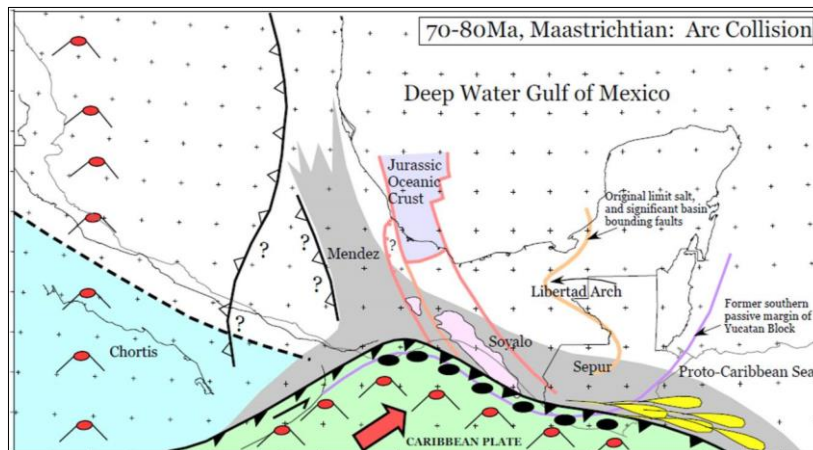 70-80Ma, Maastrichtian: Arc Collision
Deep Water Gulf of Mexico
Jurassic
Oceanic
Crust
Original limit salt,
and significant basin
bounding faults
?
?
?
?
Mendez
Libertad Arch
Former southern
passive margin of
Yucatan Block
Chortis
Soyalo
Sepur
Proto-Caribbean Sea
CARIBBEAN PLATE